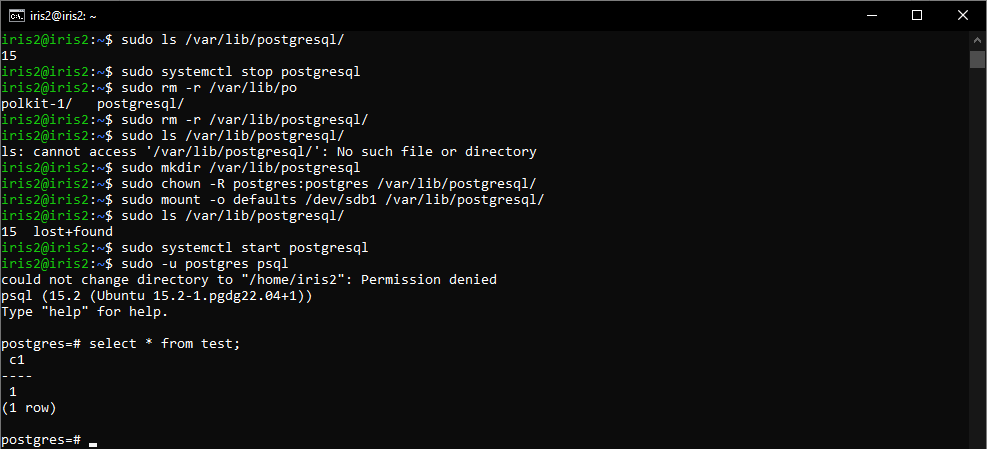 iris2@iris2: ~
iris2@iris2:~$ sudo ls /var/lib/postgresql/
15
iris2@iris2:~$ sudo systemctl stop postgresql
iris2@iris2:~$ sudo rm -r /var/lib/po
polkit-1/   postgresql/
iris2@iris2:~$ sudo rm -r /var/lib/postgresql/
iris2@iris2:~$ sudo ls /var/lib/postgresql/
ls: cannot access '/var/lib/postgresql/': No such file or directory
iris2@iris2:~$ sudo mkdir /var/lib/postgresql
iris2@iris2:~$ sudo chown -R postgres:postgres /var/lib/postgresql/
iris2@iris2:~$ sudo mount -o defaults /dev/sdb1 /var/lib/postgresql/
iris2@iris2:~$ sudo ls /var/lib/postgresql/
15  lost+found
iris2@iris2:~$ sudo systemctl start postgresql
iris2@iris2:~$ sudo -u postgres psql
could not change directory to "/home/iris2": Permission denied
psql (15.2 (Ubuntu 15.2-1.pgdg22.04+1))
Type "help" for help.

postgres=# select * from test;
 c1
----
 1
(1 row)

postgres=#